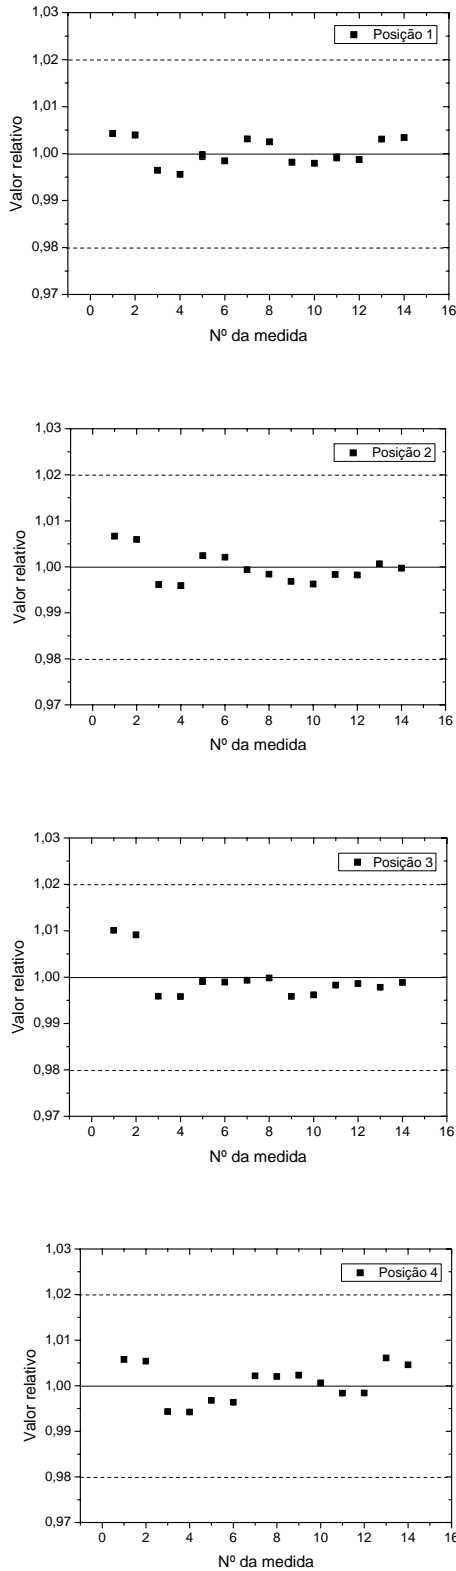 1,03
Posição 1
1,02
1,01
1,00
0,99
0,98
0,97
Valor relativo
0 2 4 6 8 10 12 14 16
Nº da medida
1,03
Posição 2
1,02
1,01
1,00
0,99
0,98
0,97
Valor relativo
0 2 4 6 8 10 12 14 16
Nº da medida
1,03
Posição 3
1,02
1,01
1,00
0,99
0,98
0,97
Valor relativo
0 2 4 6 8 10 12 14 16
Nº da medida
1,03
Posição 4
1,02
1,01
1,00
0,99
0,98
0,97
Valor relativo
0 2 4 6 8 10 12 14 16
Nº da medida